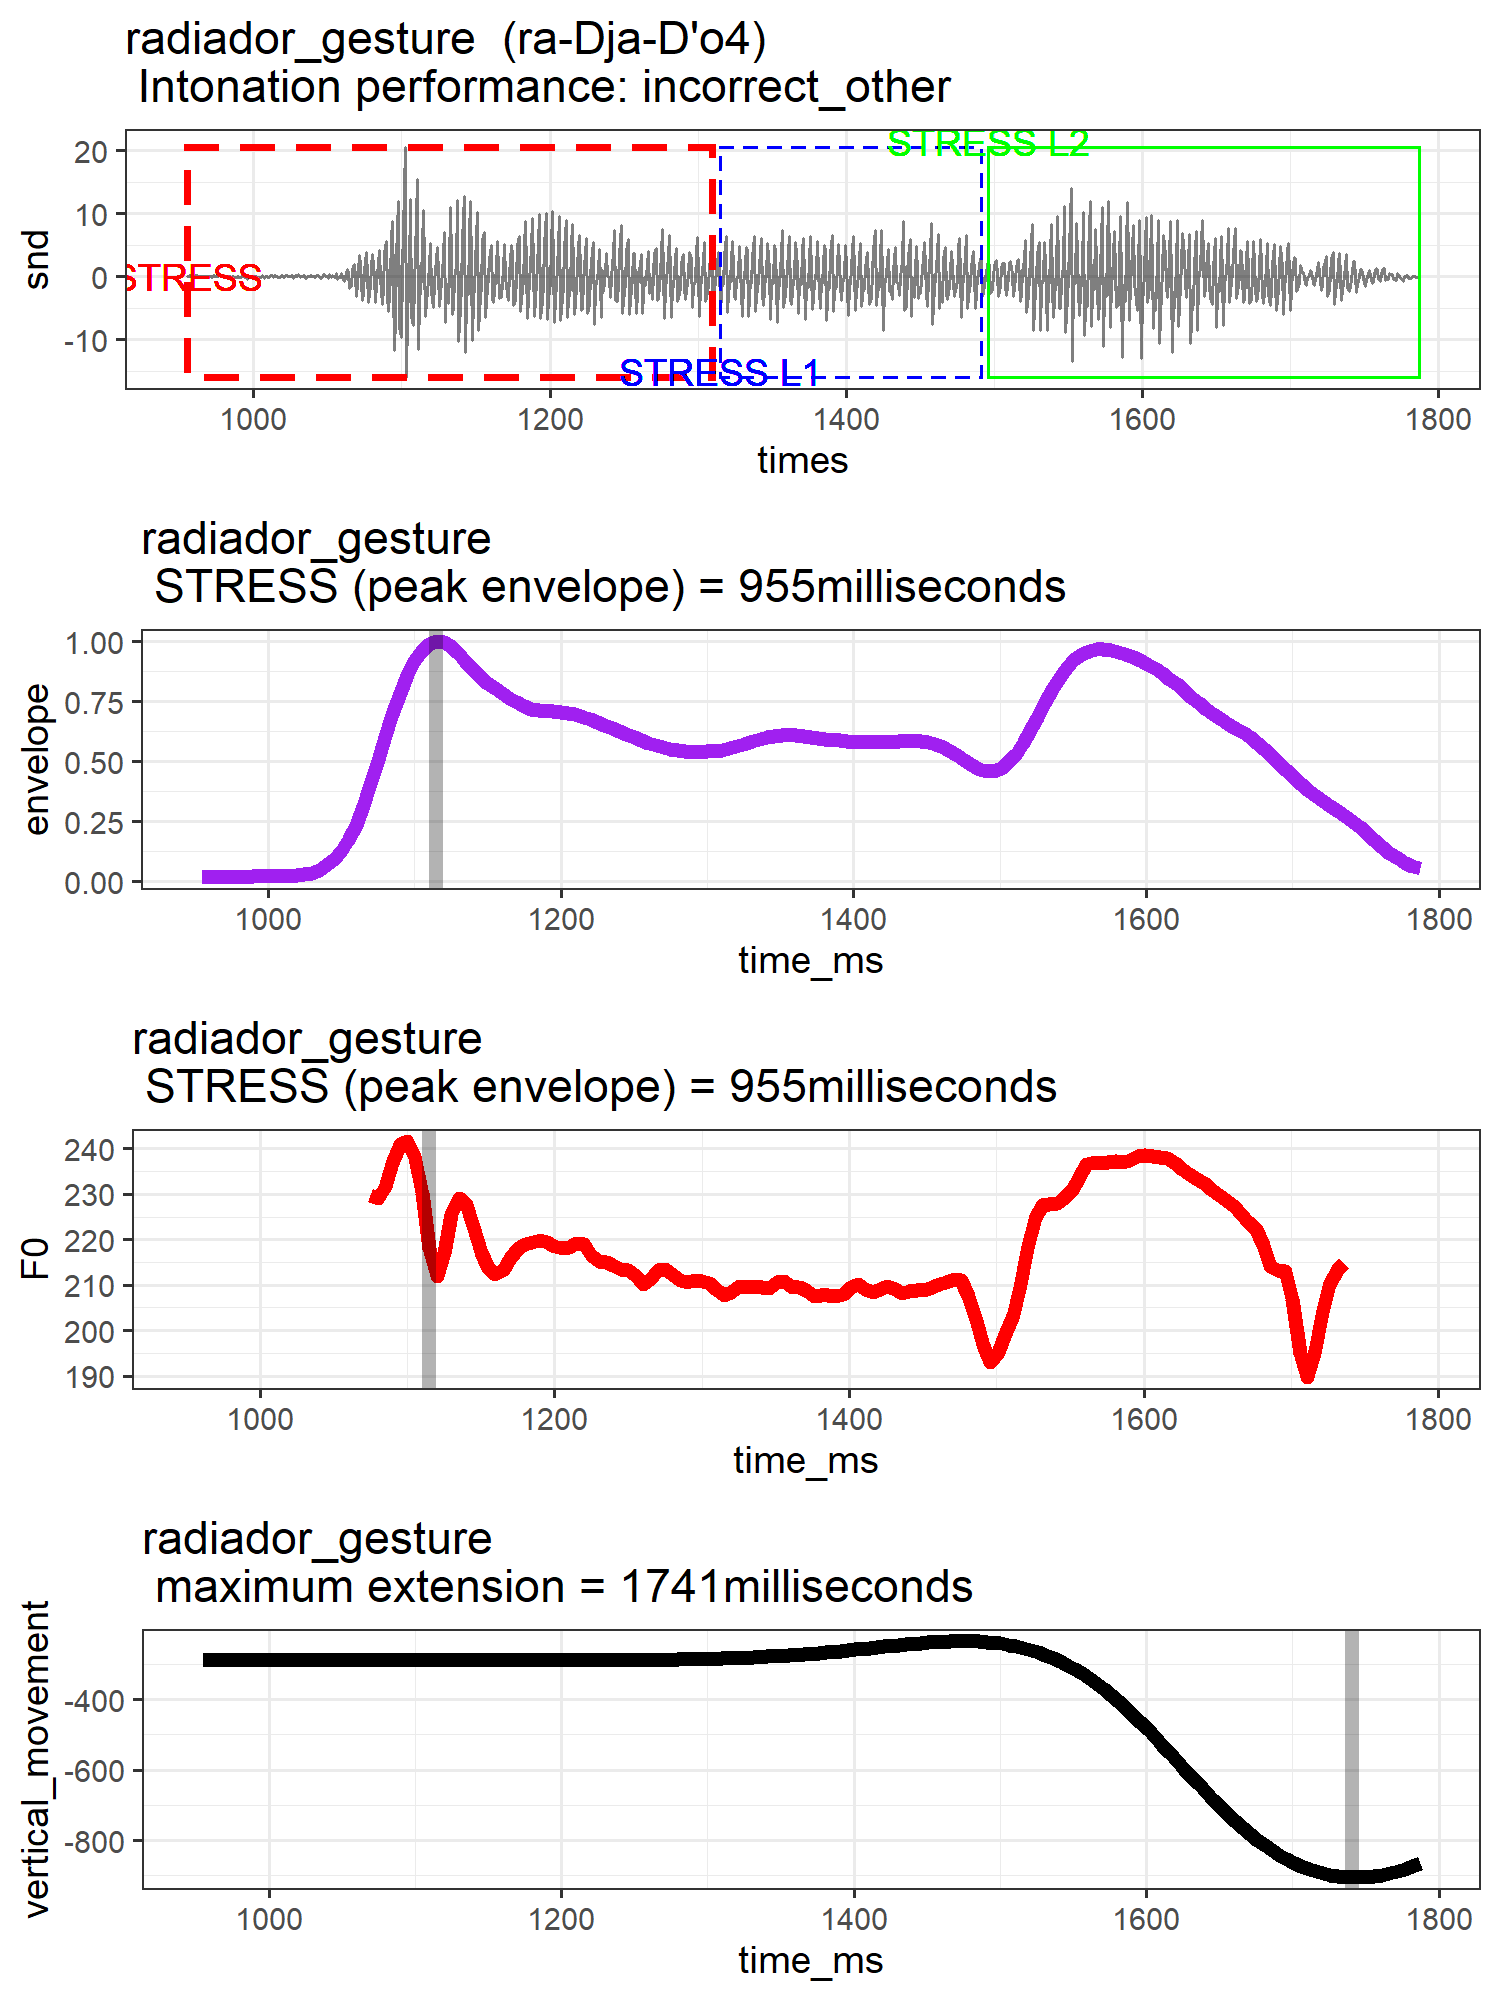 radiador_gesture  (ra-Dja-D'o4)
Intonation performance: incorrect_other
snd
20
10
0
-10
STRESS
STRESS L1
STRESS L2
1000 1200 1400 1600 1800
times
radiador_gesture
STRESS (peak envelope) = 955milliseconds
envelope
1.00
0.75
0.50
0.25
0.00
1000 1200 1400 1600 1800
time_ms
radiador_gesture
STRESS (peak envelope) = 955milliseconds
F0
240
230
220
210
200
190
1000 1200 1400 1600 1800
time_ms
radiador_gesture
maximum extension = 1741milliseconds
vertical_movement
-400
-600
-800
1000 1200 1400 1600 1800
time_ms